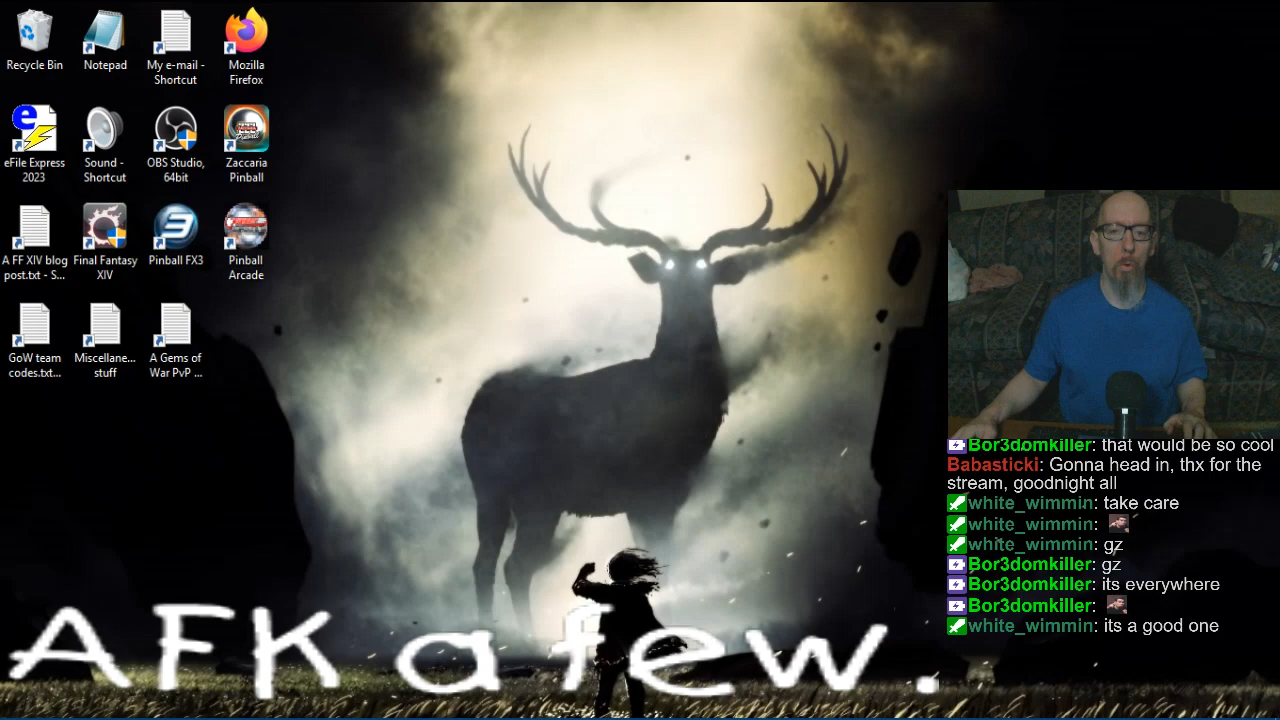 Recycle Bin
Notepad
My e-mail - Shortcut
Mozilla Firefox
eFile Express 2023
Sound - Shortcut
OBS Studio, 64bit
Zaccaria Pinball
A FF XIV blog post.txt - S...
Final Fantasy XIV
Pinball FX3
Pinball Arcade
GoW team codes.txt...
Miscellane... stuff
A Gems of War PvP ...
Bor3domkiller: that would be so cool
Babasticki: Gonna head in, thx for the
stream, goodnight all
white_wimmin: take care
white_wimmin:
white_wimmin: gz
Bor3domkiller: gz
Bor3domkiller: its everywhere
Bor3domkiller:
white_wimmin: its a good one
AFK a few.